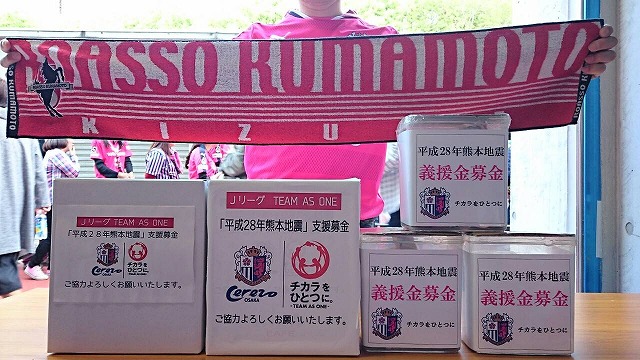 ROASSO KUMAMOTO
KIZU
Jリーグ TEAM AS ONE
「平成28年熊本地震」支援募金
Cerezo
OSAKA
チカラを
ひとつに。
ご協力よろしくお願いいたします。
Jリーグ TEAM AS ONE
「平成28年熊本地震」支援募金
Cerezo
OSAKA
チカラを
ひとつに。
-TEAM AS ONE-
ご協力よろしくお願いいたします。
平成28年熊本地震
義援金募金
チカラをひとつに
平成28年熊本地震
義援金募金
チカラをひとつに
平成28年熊本地震
義援金募金
チカラをひとつに